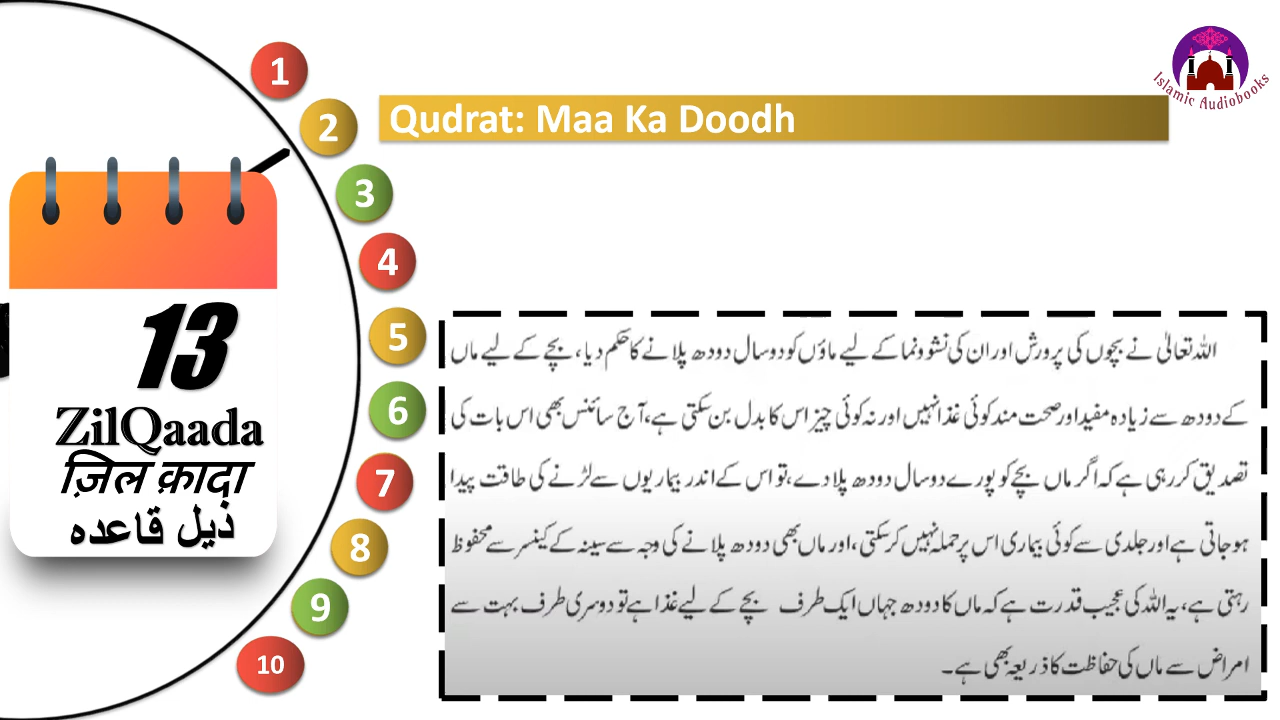 Islamic Audiobooks
1
2
Qudrat: Maa Ka Doodh
3
4
5
6
7
8
9
10
13
ZilQaada
ज़िल क़ादा
ذیل قاعده
اللہ تعالیٰ نے بچوں کی پرورش اور ان کی نشوونما کے لیے ماؤں کو دو سال دودھ پلانے کا حکم دیا، بچے کے لیے ماں
کے دودھ سے زیادہ مفید اور صحت مند کوئی غذا نہیں اور نہ کوئی چیز اس کا بدل بن سکتی ہے، آج سائنس بھی اس بات کی
تصدیق کر رہی ہے کہ اگر ماں بچے کو پورے دو سال دودھ پلا دے، تو اس کے اندر بیماریوں سے لڑنے کی طاقت پیدا
ہو جاتی ہے اور جلدی سے کوئی بیماری اس پر حملہ نہیں کر سکتی، اور ماں بھی دودھ پلانے کی وجہ سے سینہ کے کینسر سے محفوظ
رہتی ہے، یہ اللہ کی عجیب قدرت ہے کہ ماں کا دودھ جہاں ایک طرف بچے کے لیے غذا ہے تو دوسری طرف بہت سے
امراض سے ماں کی حفاظت کا ذریعہ بھی ہے۔